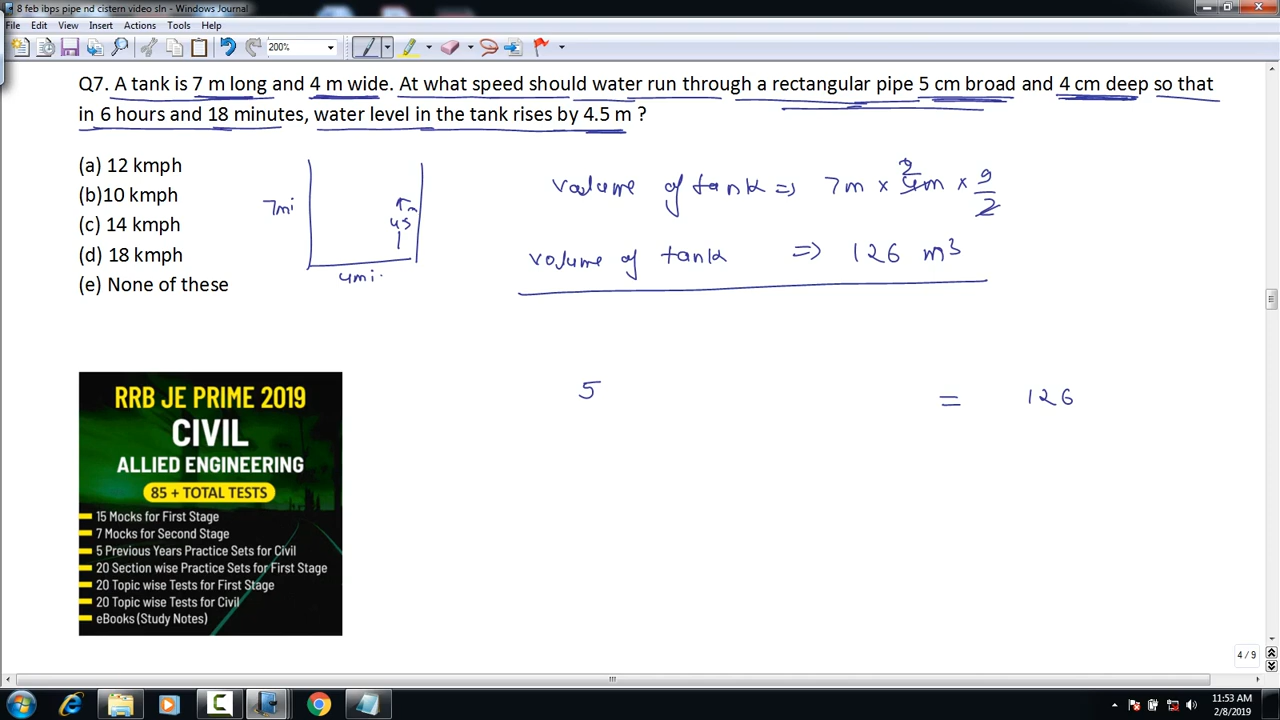 8 feb ibps pipe nd cistern video sln - Windows Journal
File Edit View Insert Actions Tools Help
200%
Q7. A tank is 7 m long and 4 m wide. At what speed should water run through a rectangular pipe 5 cm broad and 4 cm deep so that
in 6 hours and 18 minutes, water level in the tank rises by 4.5 m ?
(a) 12 kmph
(b)10 kmph
(c) 14 kmph
(d) 18 kmph
(e) None of these
7m
4.5 m
4m
volume of tank => 7m × 4m 2 × 9/2
volume of tank => 126 m³
5 = 126
RRB JE PRIME 2019
CIVIL
ALLIED ENGINEERING
85 + TOTAL TESTS
15 Mocks for First Stage
7 Mocks for Second Stage
5 Previous Years Practice Sets for Civil
20 Section wise Practice Sets for First Stage
20 Topic wise Tests for First Stage
20 Topic wise Tests for Civil
eBooks (Study Notes)
4 / 9
11:53 AM
2/8/2019